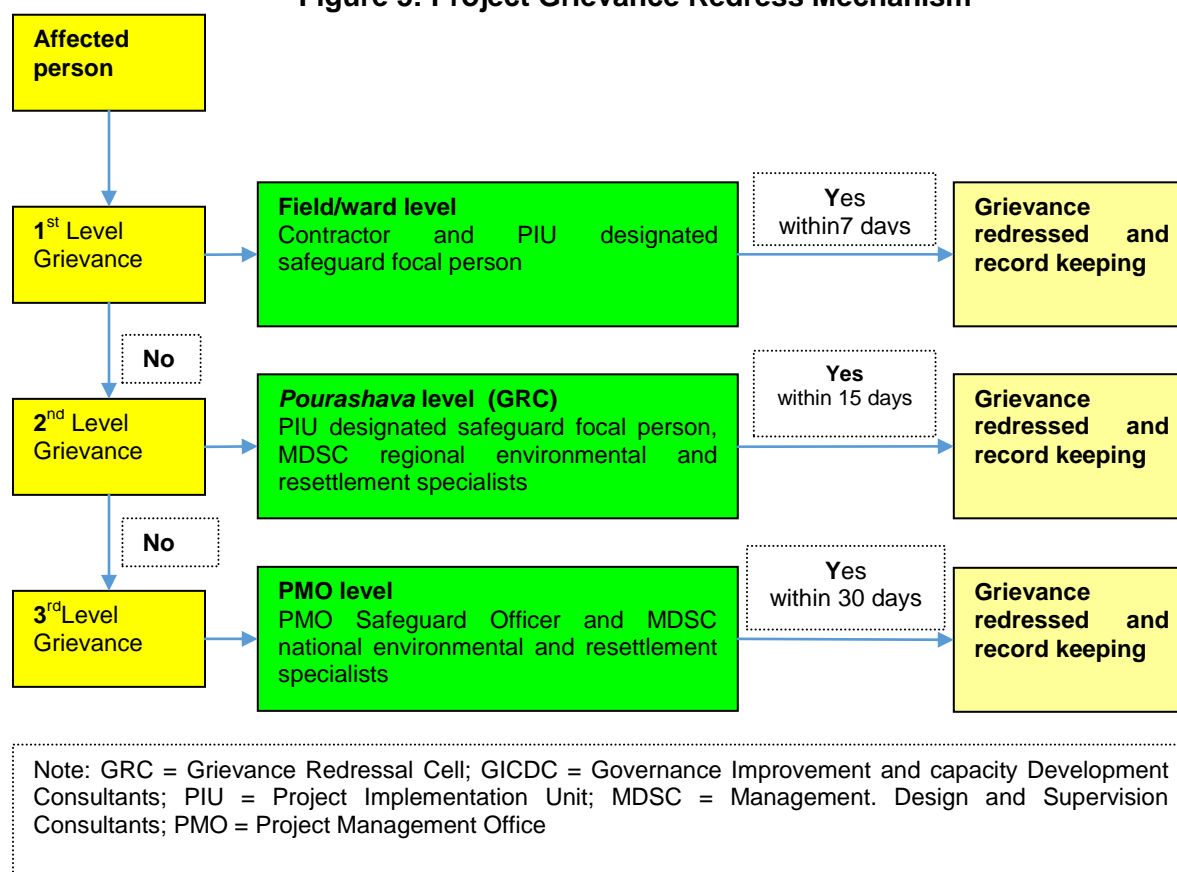 Figure 5: Project Grievance Redress Mechanism
Affected
person
1st Level
Grievance
Field/ward level
Contractor and PIU designated
safeguard focal person
Yes
within7 days
Grievance
redressed and
record keeping
No
2nd Level
Grievance
Pourashava level (GRC)
PIU designated safeguard focal person,
MDSC regional environmental and
resettlement specialists
Yes
within 15 days
Grievance
redressed and
record keeping
No
3rdLevel
Grievance
PMO level
PMO Safeguard Officer and MDSC
national environmental and resettlement
specialists
Yes
within 30 days
Grievance
redressed and
record keeping
Note: GRC = Grievance Redressal Cell; GICDC = Governance Improvement and capacity Development
Consultants; PIU = Project Implementation Unit; MDSC = Management. Design and Supervision
Consultants; PMO = Project Management Office